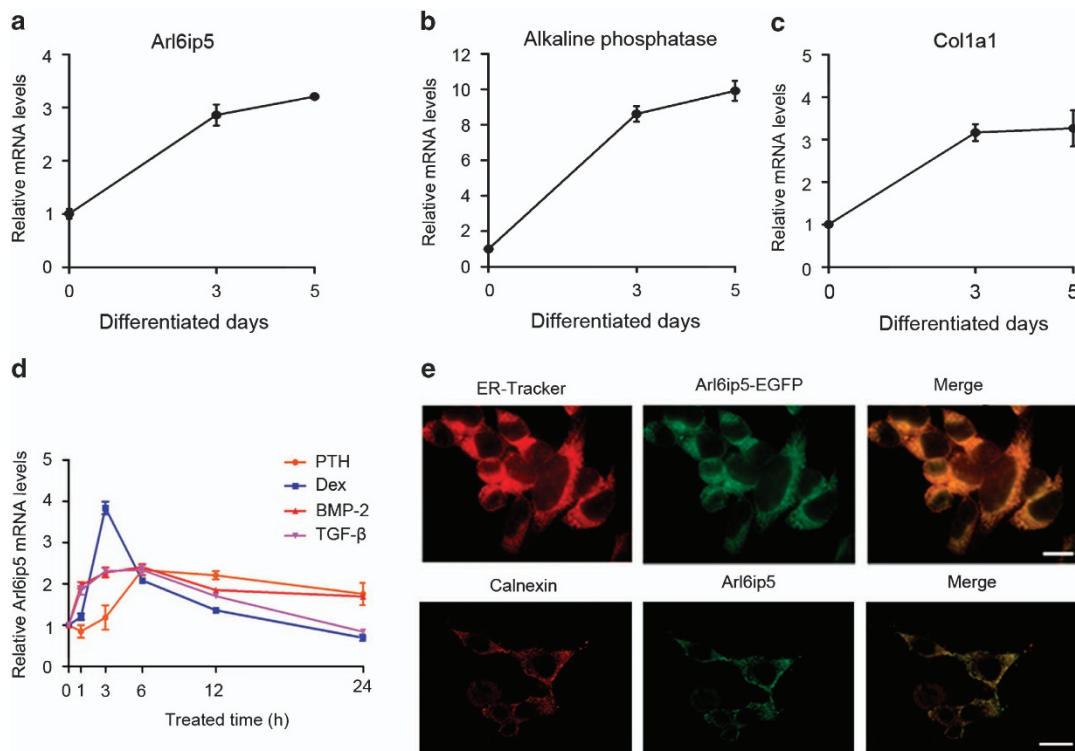 a
Arl6ip5
Relative mRNA levels
4
3
2
1
0
0
3
5
Differentiated days
b
Alkaline phosphatase
Relative mRNA levels
12
10
8
6
4
2
0
0
3
5
Differentiated days
c
Col1a1
Relative mRNA levels
5
4
3
2
1
0
0
3
5
Differentiated days
d
Relative Arl6ip5 mRNA levels
5
4
3
2
1
0
0
1
3
6
12
24
Treated time (h)
PTH
Dex
BMP-2
TGF-β
e
ER-Tracker
Arl6ip5-EGFP
Merge
Calnexin
Arl6ip5
Merge